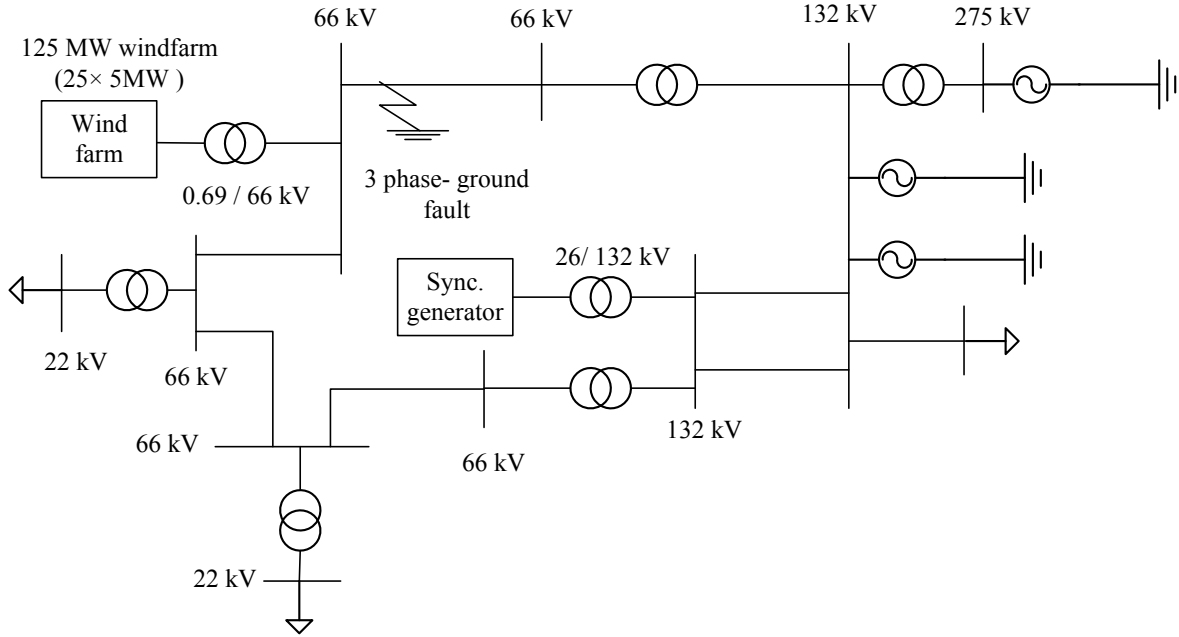 66 kV
66 kV
132 kV
275 kV
125 MW windfarm
(25× 5MW )
Wind
farm
0.69 / 66 kV
3 phase- ground
fault
26/ 132 kV
Sync.
generator
22 kV
66 kV
66 kV
66 kV
132 kV
22 kV